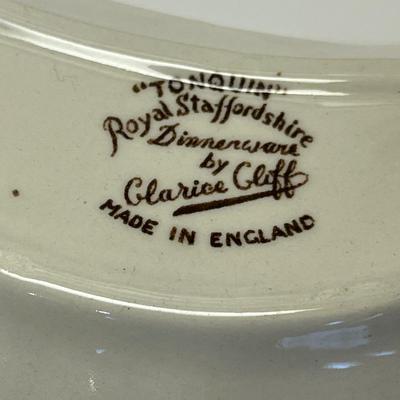 "TONQUIN"
Royal Staffordshire
Dinnerware
by
Clarice Cliff
MADE IN ENGLAND